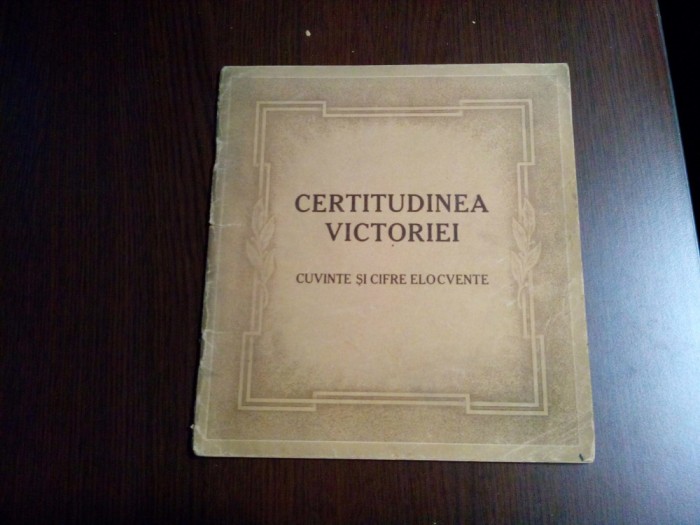 CERTITUDINEA
VICTORIEI
CUVINTE ȘI CIFRE ELOCVENTE